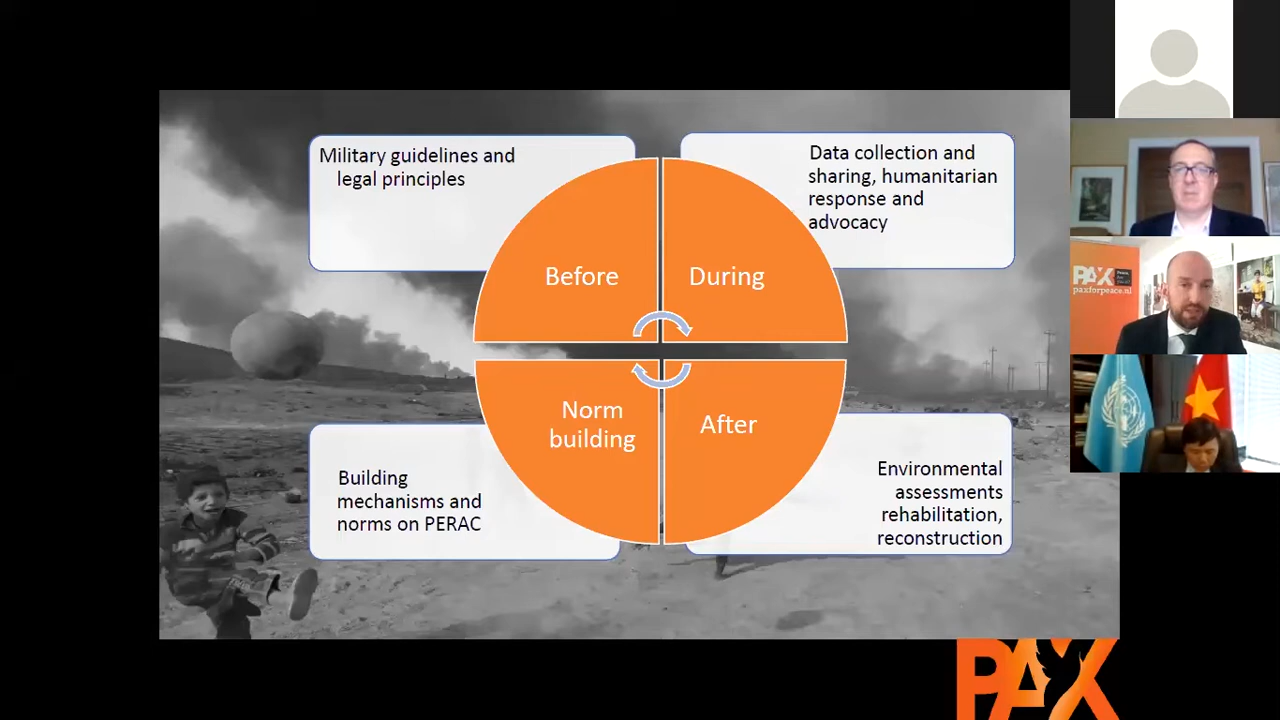 Military guidelines and
legal principles
Data collection and
sharing, humanitarian
response and
advocacy
Before
During
Norm
building
After
Building
mechanisms and
norms on PERAC
Environmental
assessments
rehabilitation,
reconstruction
PAX
paxforpeace.nl
PAX